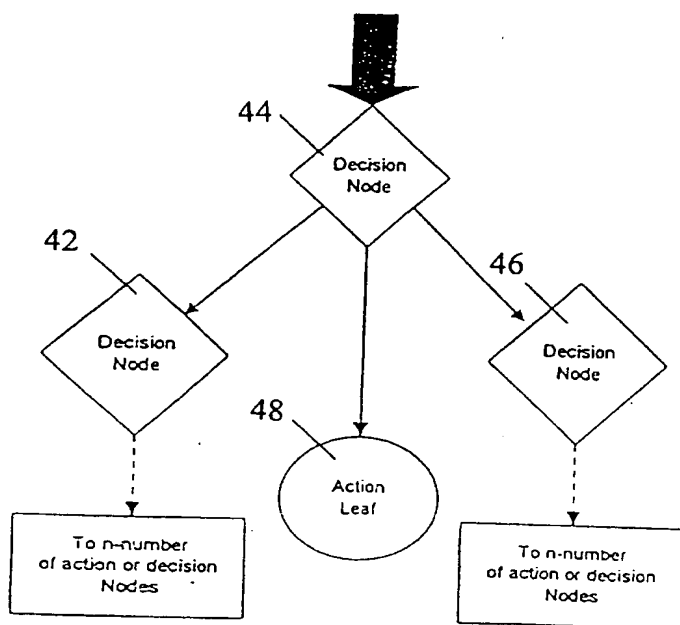 44
Decision
Node
42
46
Decision
Node
Decision
Node
48
Action
Leaf
To n-number
of action or decision
Nodes
To n-number
of action or decision
Nodes